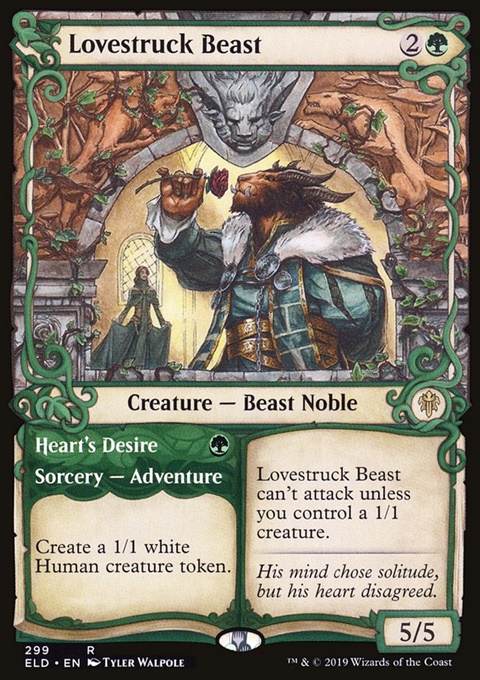 Lovestruck Beast 2
Creature — Beast Noble
Heart's Desire
Sorcery — Adventure
Create a 1/1 white
Human creature token.
Lovestruck Beast
can't attack unless
you control a 1/1
creature.
His mind chose solitude,
but his heart disagreed.
5/5
299 R
ELD • EN Tyler Walpole
™ & © 2019 Wizards of the Coast